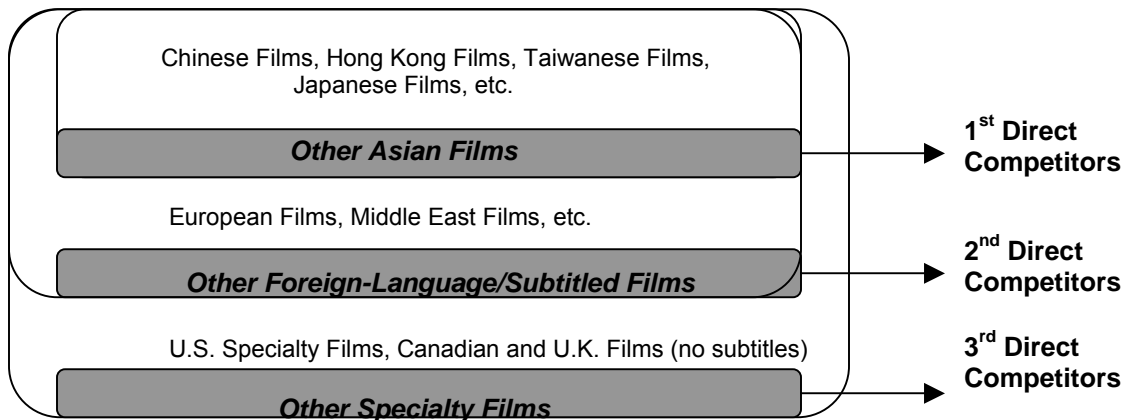 Chinese Films, Hong Kong Films, Taiwanese Films,
Japanese Films, etc.
Other Asian Films
1st Direct
Competitors
European Films, Middle East Films, etc.
Other Foreign-Language/Subtitled Films
2nd Direct
Competitors
U.S. Specialty Films, Canadian and U.K. Films (no subtitles)
Other Specialty Films
3rd Direct
Competitors